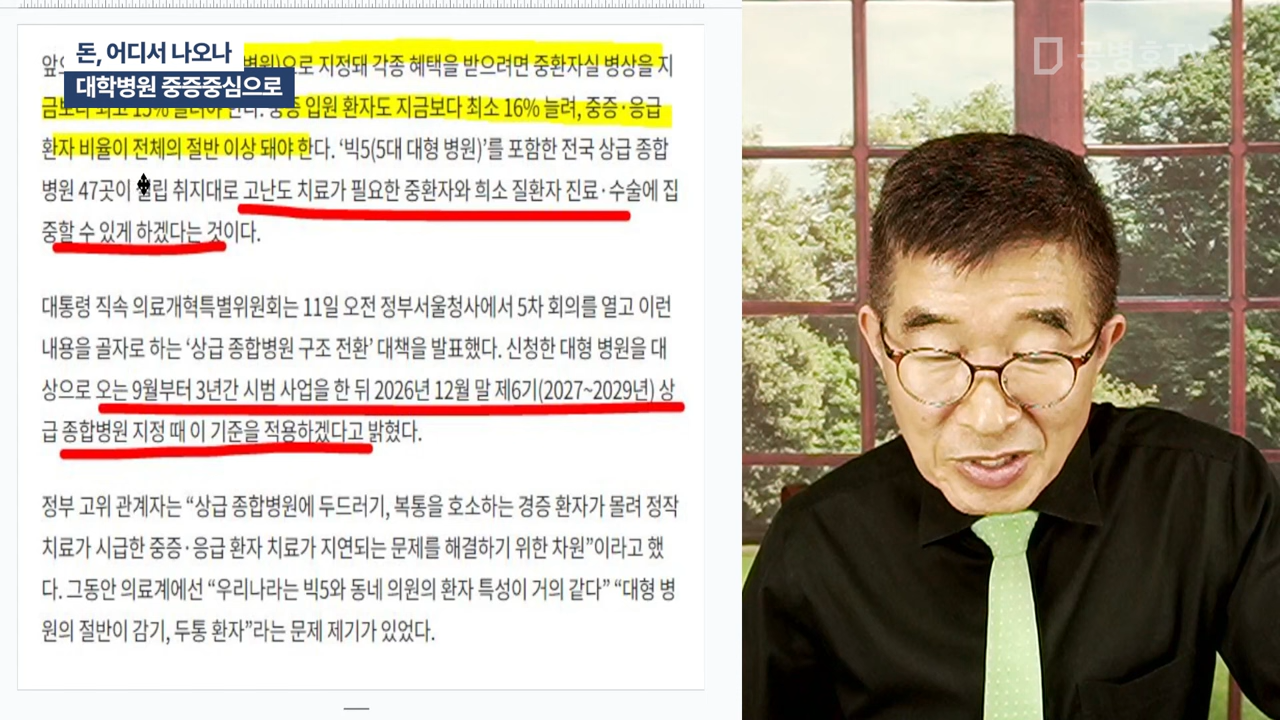 돈, 어디서 나오나
대학병원 중증중심으로
공병호TV
병원)으로 지정돼 각종 혜택을 받으려면 중환자실 병상을 지
금보다 최고 15% 늘려야 한다. 중증 입원 환자도 지금보다 최소 16% 늘려, 중증·응급
환자 비율이 전체의 절반 이상 돼야 한다. ‘빅5(5대 대형 병원)’를 포함한 전국 상급 종합
병원 47곳이 설립 취지대로 고난도 치료가 필요한 중환자와 희소 질환자 진료·수술에 집
중할 수 있게 하겠다는 것이다.
대통령 직속 의료개혁특별위원회는 11일 오전 정부서울청사에서 5차 회의를 열고 이런
내용을 골자로 하는 ‘상급 종합병원 구조 전환’ 대책을 발표했다. 신청한 대형 병원을 대
상으로 오는 9월부터 3년간 시범 사업을 한 뒤 2026년 12월 말 제6기(2027~2029년) 상
급 종합병원 지정 때 이 기준을 적용하겠다고 밝혔다.
정부 고위 관계자는 “상급 종합병원에 두드러기, 복통을 호소하는 경증 환자가 몰려 정작
치료가 시급한 중증·응급 환자 치료가 지연되는 문제를 해결하기 위한 차원”이라고 했
다. 그동안 의료계에선 “우리나라는 빅5와 동네 의원의 환자 특성이 거의 같다” “대형 병
원의 절반이 감기, 두통 환자”라는 문제 제기가 있었다.